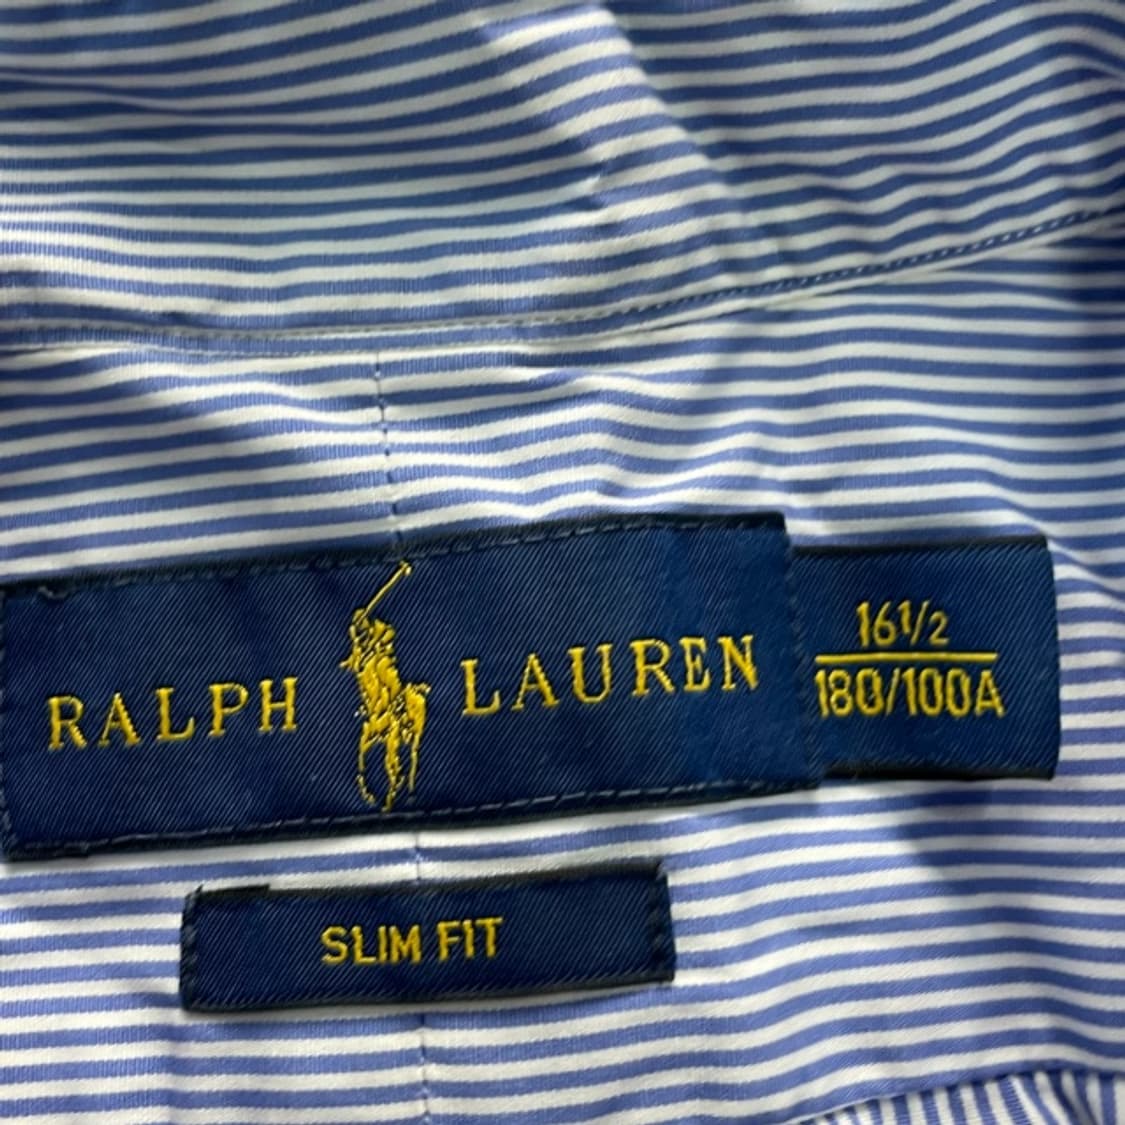 RALPH LAUREN
16½
180/100A
SLIM FIT